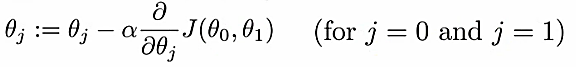 θ_j := θ_j − α ∂/∂θ_j J(θ_0, θ_1) (for j = 0 and j = 1)